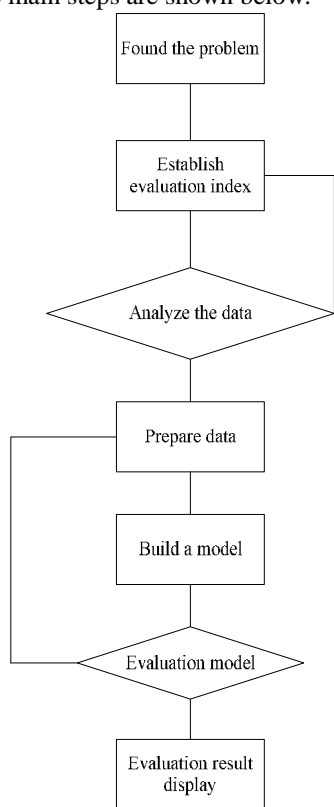 main steps are shown below:
Found the problem
Establish
evaluation index
Analyze the data
Prepare data
Build a model
Evaluation model
Evaluation result
display